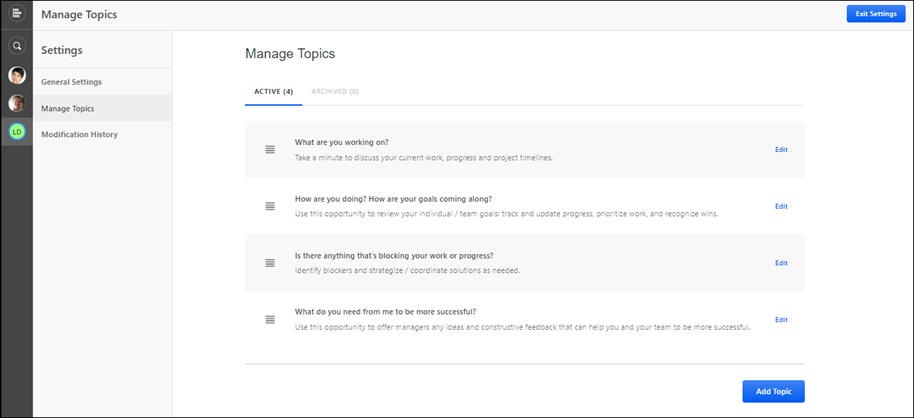 Manage Topics
Exit Settings
Settings
General Settings
Manage Topics
Modification History
LD
Manage Topics
ACTIVE (4)
ARCHIVED (0)
What are you working on?
Take a minute to discuss your current work, progress and project timelines.
Edit
How are you doing? How are your goals coming along?
Use this opportunity to review your individual / team goals: track and update progress, prioritize work, and recognize wins.
Edit
Is there anything that's blocking your work or progress?
Identify blockers and strategize / coordinate solutions as needed.
Edit
What do you need from me to be more successful?
Use this opportunity to offer managers any ideas and constructive feedback that can help you and your team to be more successful.
Edit
Add Topic